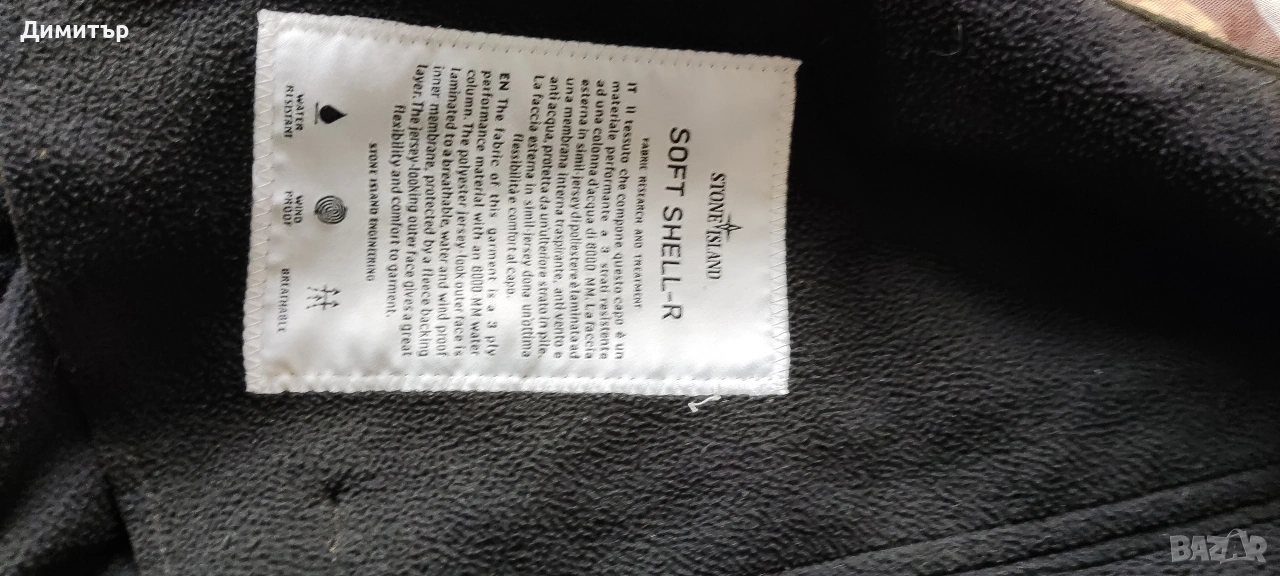 Димитър
STONE ISLAND
SOFT SHELL-R
FABRIC RESEARCH AND TREATMENT
IT Il tessuto che compone questo capo è un
materiale performante a 3 strati resistente
ad una colonna d'acqua di 8000 MM. La faccia
esterna in simil-jersey di poliestere è laminata ad
una membrana interna traspirante, antivento e
anti acqua, protetta da un'ulteriore strato in pile.
La faccia esterna in simil-jersey dona un'ottima
flessibilità e comfort al capo.
EN The fabric of this garment is a 3 ply
performance material with an 8000 MM water
column. The polyester jersey-look outer face is
laminated to a breathable, water and wind proof
inner membrane, protected by a fleece backing
layer. The jersey-looking outer face gives a great
flexibility and comfort to garment.
STONE ISLAND ENGINEERING
WATER
RESISTANT
WIND
PROOF
BREATHABLE
BAZAR